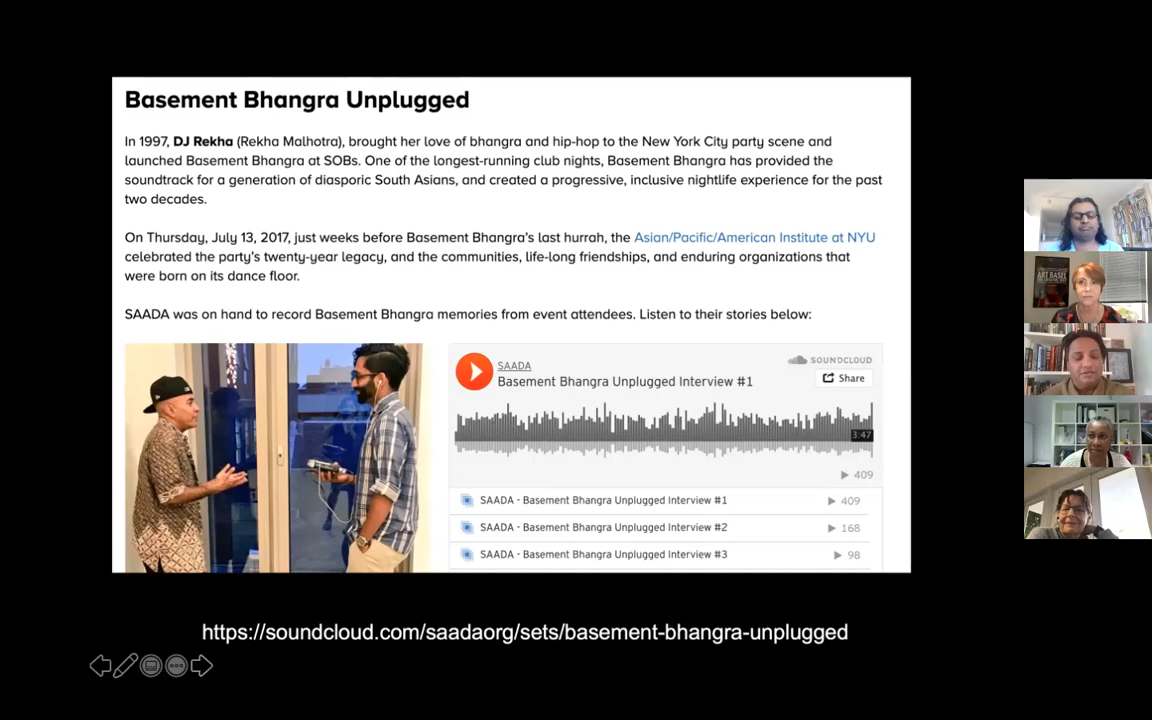 Basement Bhangra Unplugged
In 1997, DJ Rekha (Rekha Malhotra), brought her love of bhangra and hip-hop to the New York City party scene and
launched Basement Bhangra at SOBs. One of the longest-running club nights, Basement Bhangra has provided the
soundtrack for a generation of diasporic South Asians, and created a progressive, inclusive nightlife experience for the past
two decades.
On Thursday, July 13, 2017, just weeks before Basement Bhangra's last hurrah, the Asian/Pacific/American Institute at NYU
celebrated the party's twenty-year legacy, and the communities, life-long friendships, and enduring organizations that
were born on its dance floor.
SAADA was on hand to record Basement Bhangra memories from event attendees. Listen to their stories below:
SAADA
Basement Bhangra Unplugged Interview #1
SOUNDCLOUD
Share
3:47
409
SAADA - Basement Bhangra Unplugged Interview #1 409
SAADA - Basement Bhangra Unplugged Interview #2 168
SAADA - Basement Bhangra Unplugged Interview #3 98
https://soundcloud.com/saadaorg/sets/basement-bhangra-unplugged
ART BASEL